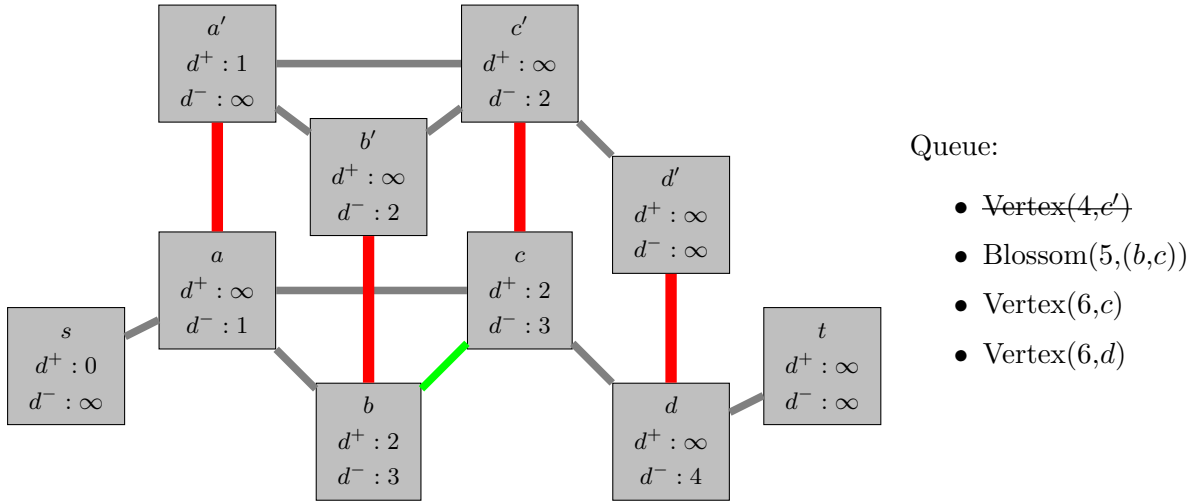 a′
d⁺ : 1
d⁻ : ∞
c′
d⁺ : ∞
d⁻ : 2
b′
d⁺ : ∞
d⁻ : 2
d′
d⁺ : ∞
d⁻ : ∞
a
d⁺ : ∞
d⁻ : 1
c
d⁺ : 2
d⁻ : 3
s
d⁺ : 0
d⁻ : ∞
t
d⁺ : ∞
d⁻ : ∞
b
d⁺ : 2
d⁻ : 3
d
d⁺ : ∞
d⁻ : 4
Queue:
• Vertex(4,c′)
• Blossom(5,(b,c))
• Vertex(6,c)
• Vertex(6,d)